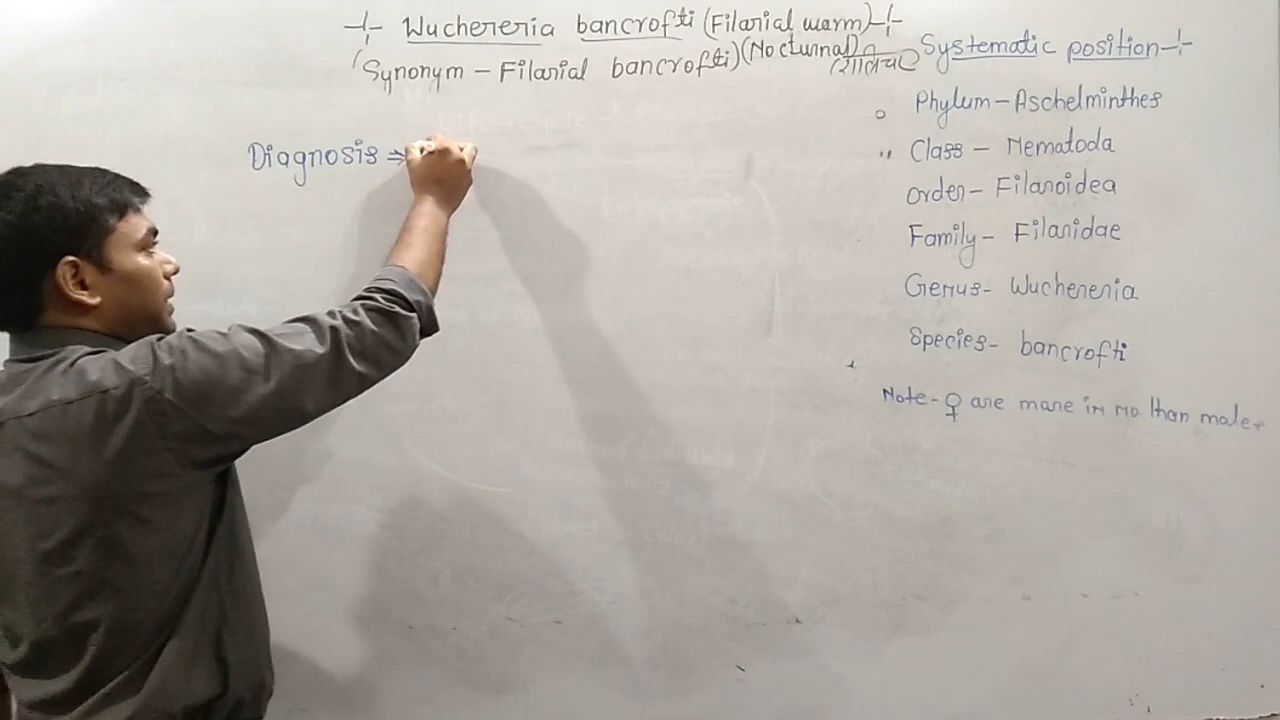 Wuchereria bancrofti (Filarial warm)
(Synonym - Filarial bancrofti) (Nocturnal)
Systematic position
Phylum - Aschelminthes
Class - Nematoda
Order - Filarioidea
Family - Filaridae
Genus - Wuchereria
Species - bancrofti
Note - ♀ are more in no than male.
Diagnosis ⇒